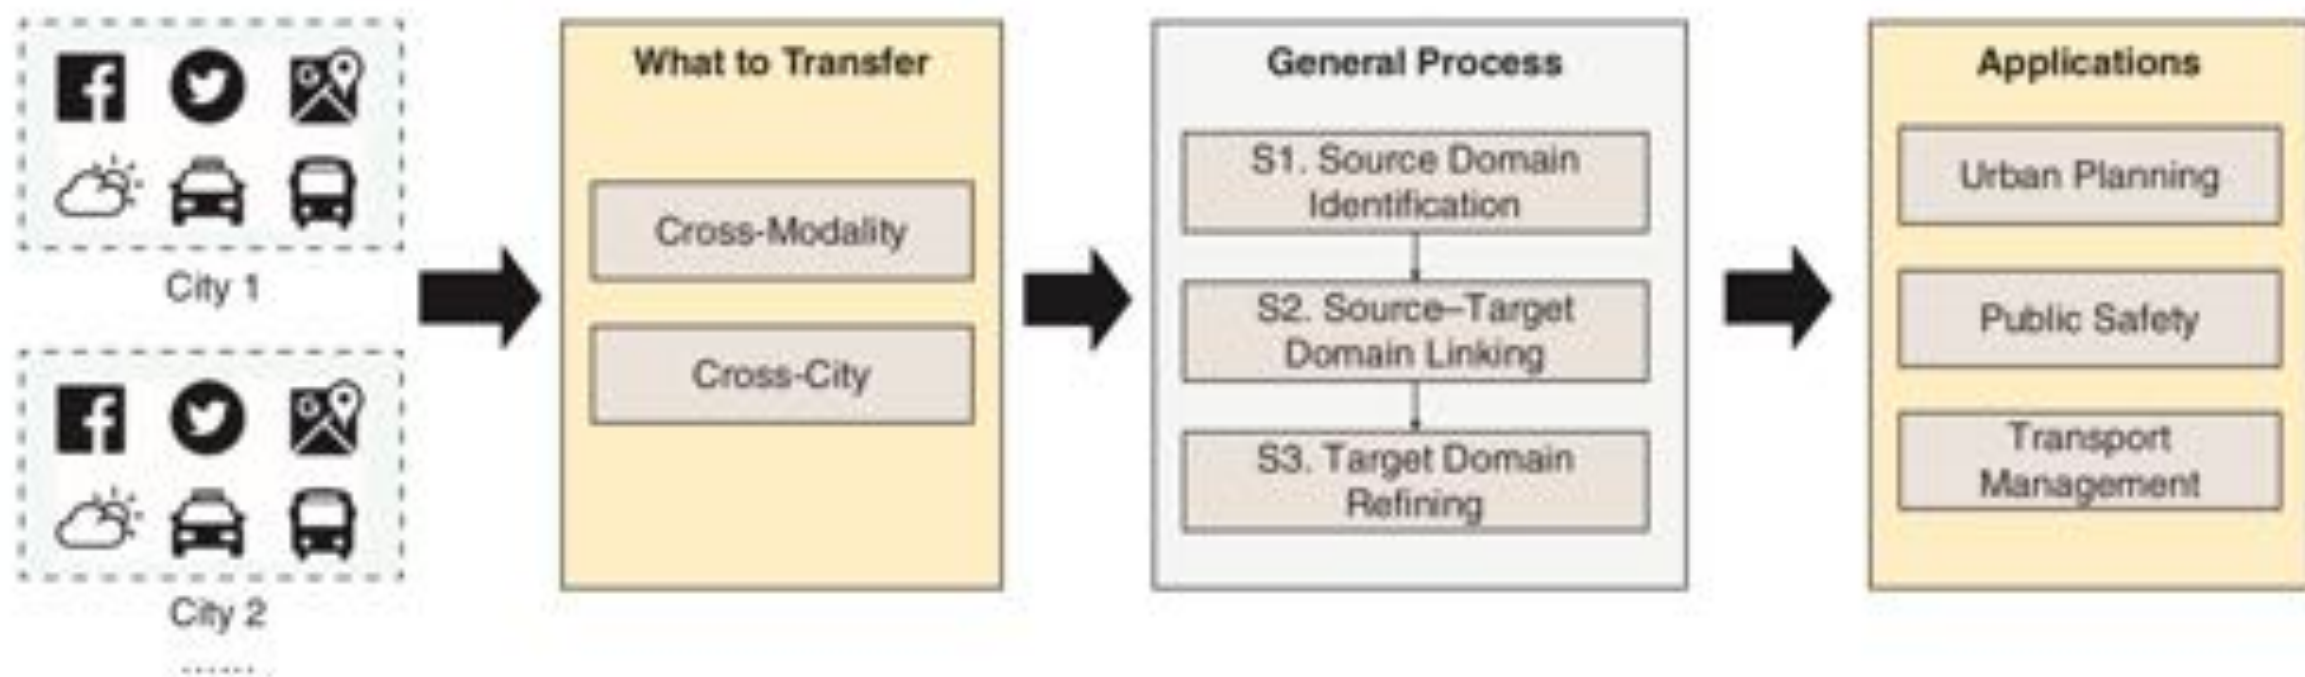 City 1
City 2
......
What to Transfer
Cross-Modality
Cross-City
General Process
S1. Source Domain
Identification
S2. Source–Target
Domain Linking
S3. Target Domain
Refining
Applications
Urban Planning
Public Safety
Transport
Management